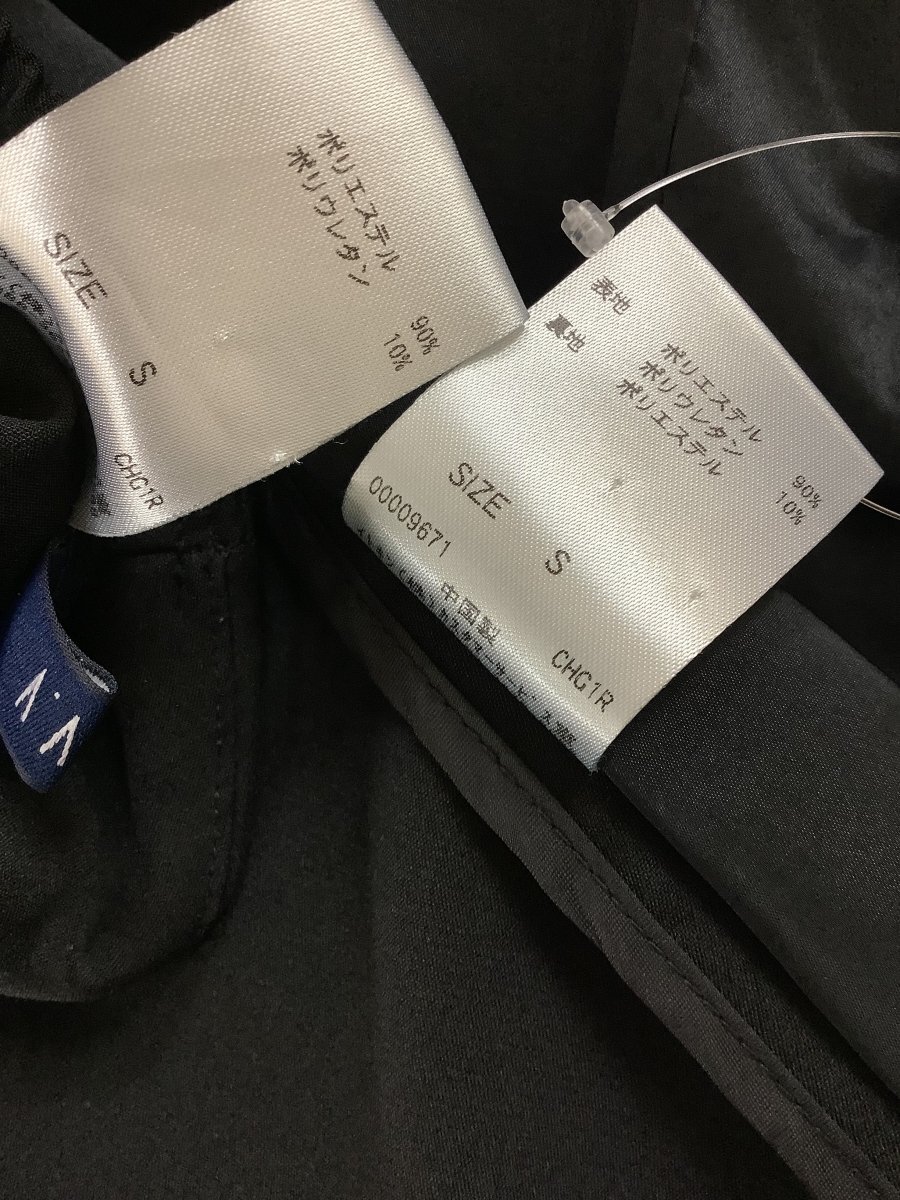 ポリエステル 90%
ポリウレタン 10%
SIZE S
CHG1R
表地 ポリエステル 90%
ポリウレタン 10%
裏地 ポリエステル
SIZE S
00009671 CHG1R
中国製